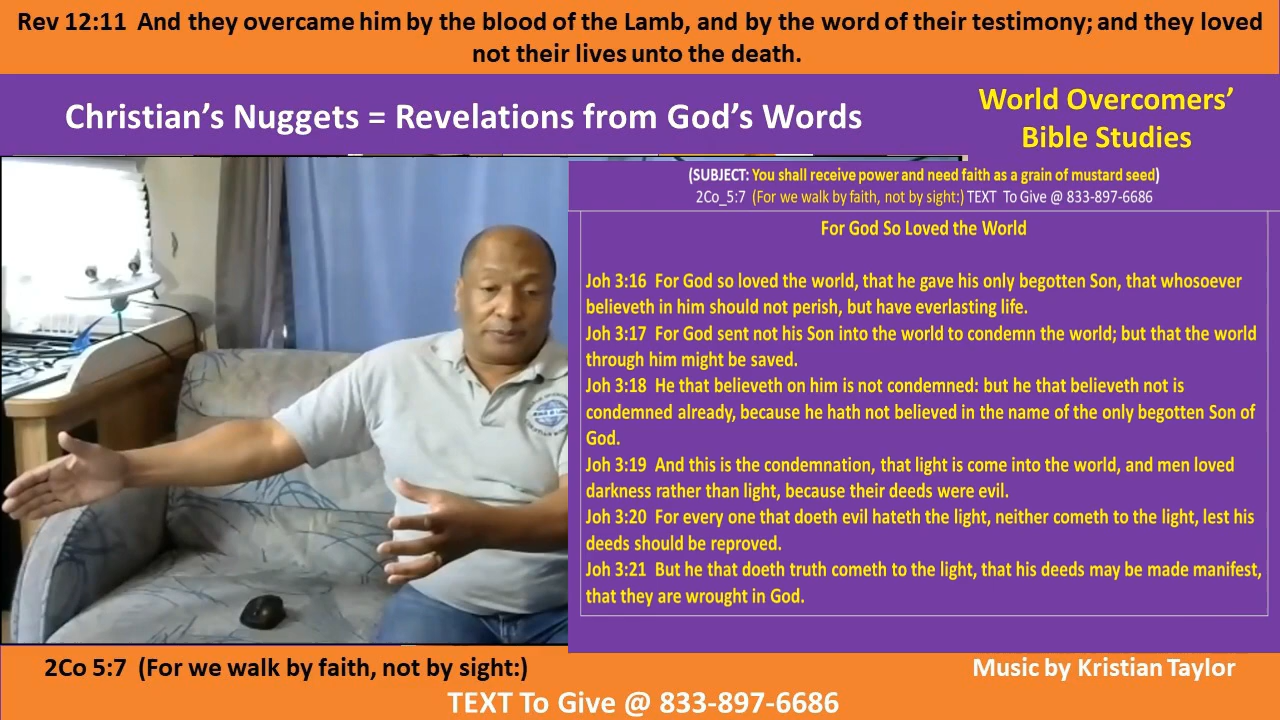 Rev 12:11  And they overcame him by the blood of the Lamb, and by the word of their testimony; and they loved
not their lives unto the death.
Christian's Nuggets = Revelations from God's Words
World Overcomers'
Bible Studies
(SUBJECT: You shall receive power and need faith as a grain of mustard seed)
2Co_5:7  (For we walk by faith, not by sight:) TEXT  To Give @ 833-897-6686
For God So Loved the World
Joh 3:16  For God so loved the world, that he gave his only begotten Son, that whosoever
believeth in him should not perish, but have everlasting life.
Joh 3:17  For God sent not his Son into the world to condemn the world; but that the world
through him might be saved.
Joh 3:18  He that believeth on him is not condemned: but he that believeth not is
condemned already, because he hath not believed in the name of the only begotten Son of
God.
Joh 3:19  And this is the condemnation, that light is come into the world, and men loved
darkness rather than light, because their deeds were evil.
Joh 3:20  For every one that doeth evil hateth the light, neither cometh to the light, lest his
deeds should be reproved.
Joh 3:21  But he that doeth truth cometh to the light, that his deeds may be made manifest,
that they are wrought in God.
2Co 5:7  (For we walk by faith, not by sight:)
Music by Kristian Taylor
TEXT To Give @ 833-897-6686